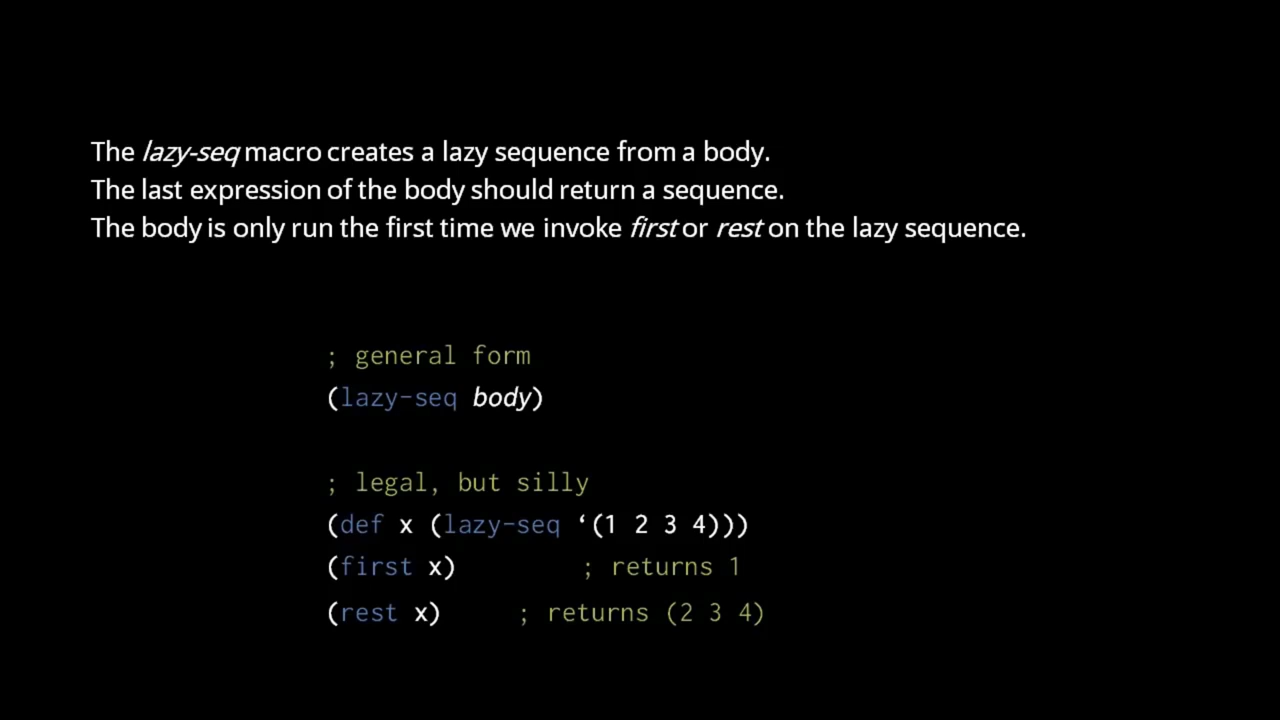 The lazy-seq macro creates a lazy sequence from a body.
The last expression of the body should return a sequence.
The body is only run the first time we invoke first or rest on the lazy sequence.
; general form
(lazy-seq body)
; legal, but silly
(def x (lazy-seq ‘(1 2 3 4)))
(first x) ; returns 1
(rest x) ; returns (2 3 4)